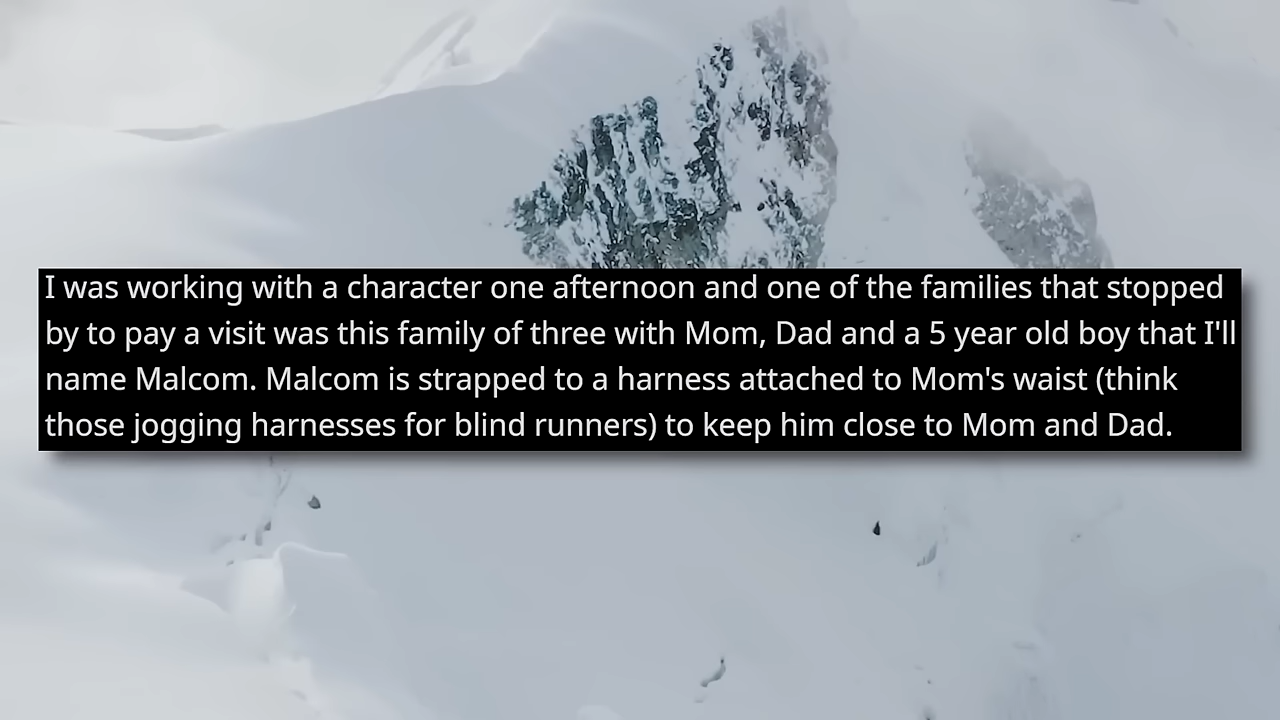 I was working with a character one afternoon and one of the families that stopped
by to pay a visit was this family of three with Mom, Dad and a 5 year old boy that I'll
name Malcom. Malcom is strapped to a harness attached to Mom's waist (think
those jogging harnesses for blind runners) to keep him close to Mom and Dad.